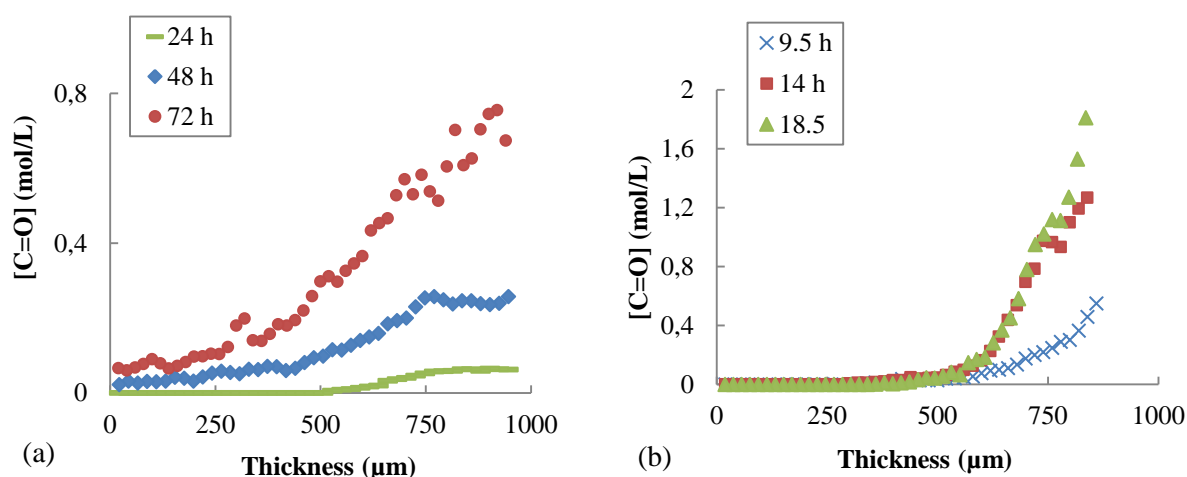 24 h
48 h
72 h
0,8
0,4
0
[C=O] (mol/L)
0 250 500 750 1000
Thickness (µm)
(a)
9.5 h
14 h
18.5
2
1,6
1,2
0,8
0,4
0
[C=O] (mol/L)
0 250 500 750 1000
Thickness (µm)
(b)